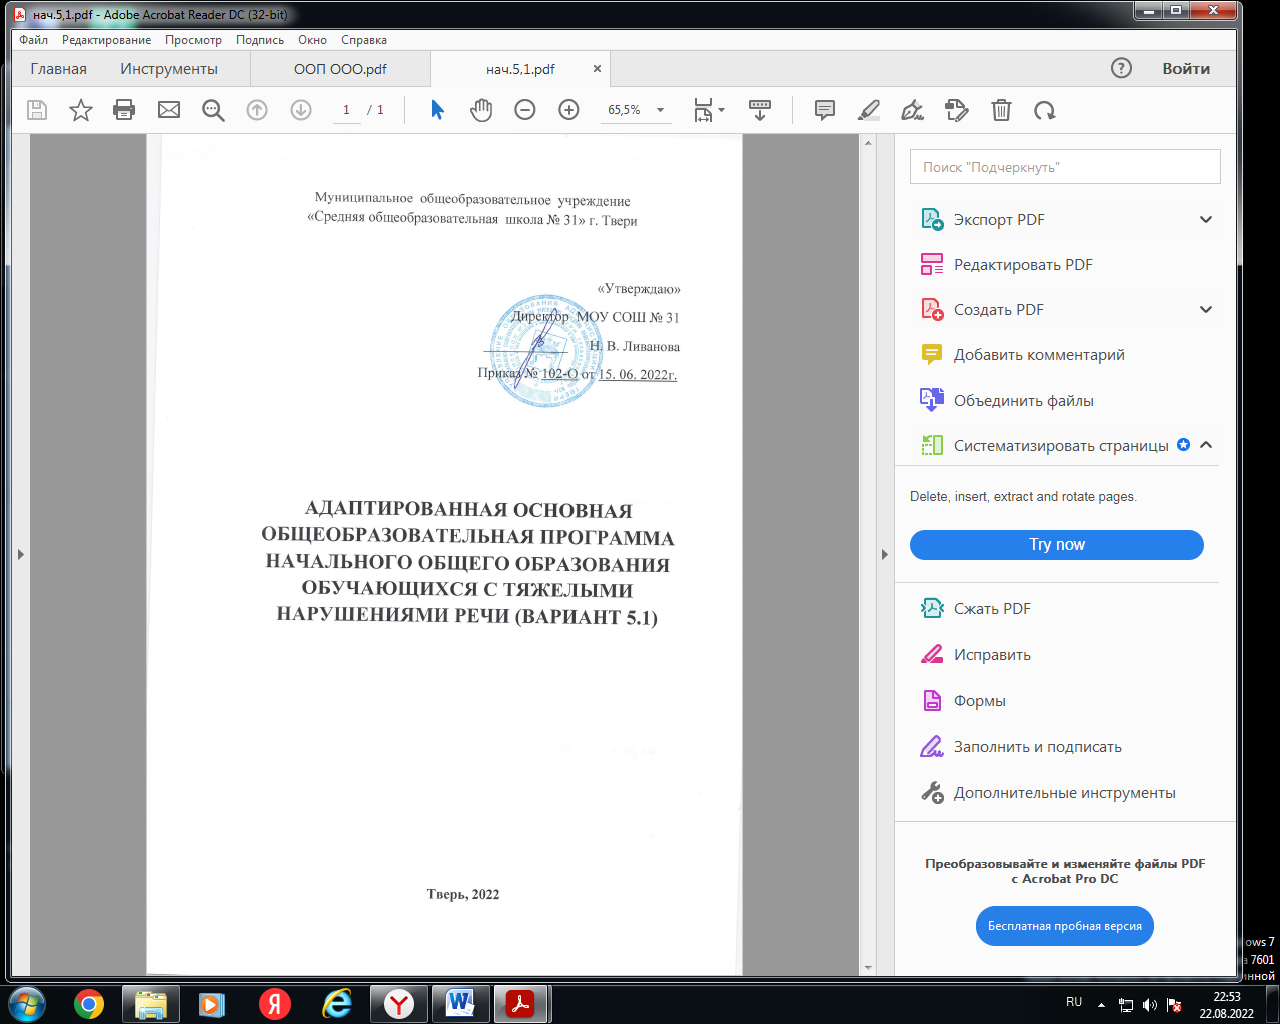 нач.5,1.pdf - Adobe Acrobat Reader DC (32-bit)
Файл Редактирование Просмотр Подпись Окно Справка
Главная Инструменты ООП ООО.pdf нач.5,1.pdf × Войти
1 / 1 65,5%
Муниципальное общеобразовательное учреждение
«Средняя общеобразовательная школа № 31» г. Твери
«Утверждаю»
Директор МОУ СОШ № 31
Н. В. Ливанова
Приказ № 102-О от 15. 06. 2022г.
АДАПТИРОВАННАЯ ОСНОВНАЯ
ОБЩЕОБРАЗОВАТЕЛЬНАЯ ПРОГРАММА
НАЧАЛЬНОГО ОБЩЕГО ОБРАЗОВАНИЯ
ОБУЧАЮЩИХСЯ С ТЯЖЕЛЫМИ
НАРУШЕНИЯМИ РЕЧИ (ВАРИАНТ 5.1)
Тверь, 2022
Поиск "Подчеркнуть"
Экспорт PDF
Редактировать PDF
Создать PDF
Добавить комментарий
Объединить файлы
Систематизировать страницы
Delete, insert, extract and rotate pages.
Try now
Сжать PDF
Исправить
Формы
Заполнить и подписать
Дополнительные инструменты
Преобразовывайте и изменяйте файлы PDF
с Acrobat Pro DC
Бесплатная пробная версия
ows 7
7601
нной
RU 22:53
22.08.2022